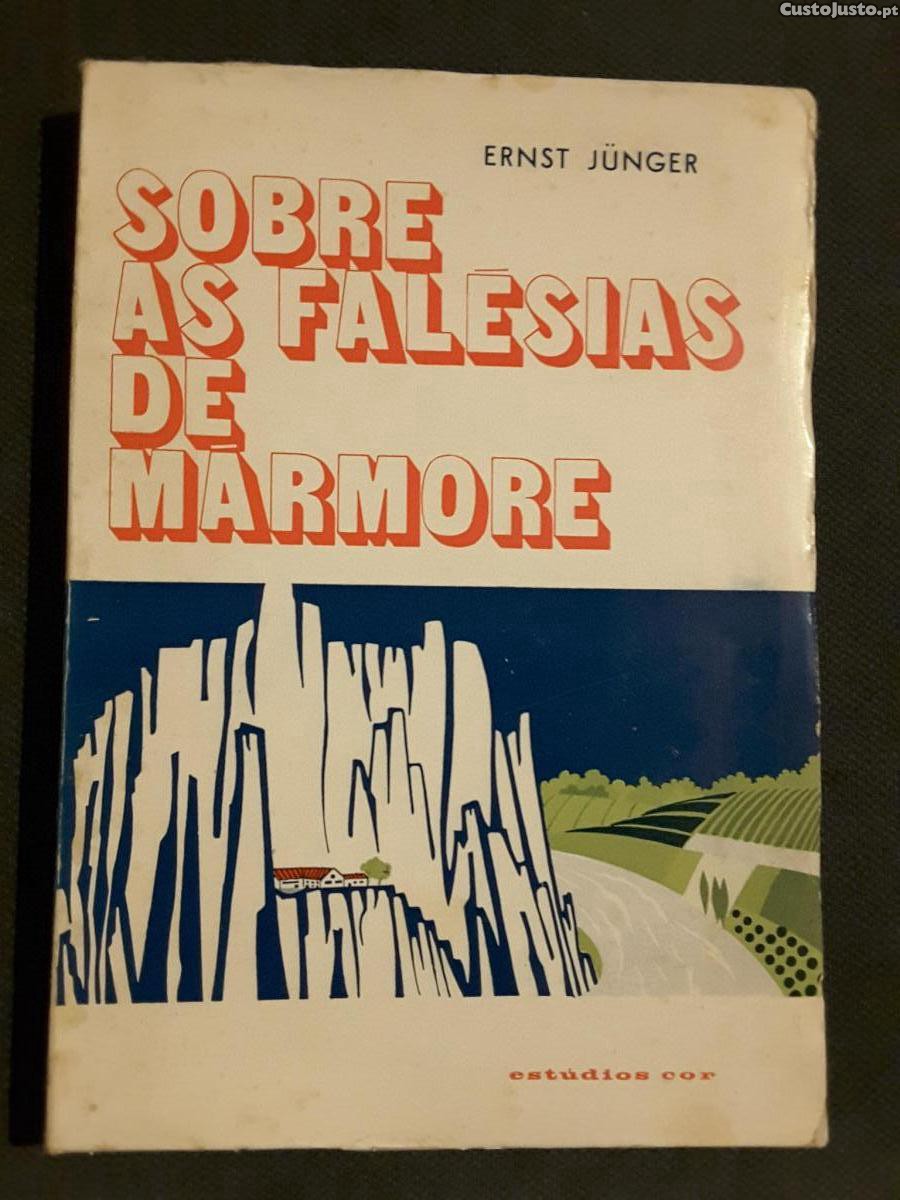 CustoJusto.pt
ERNST JÜNGER
SOBRE
AS FALÉSIAS
DE
MÁRMORE
estúdios cor